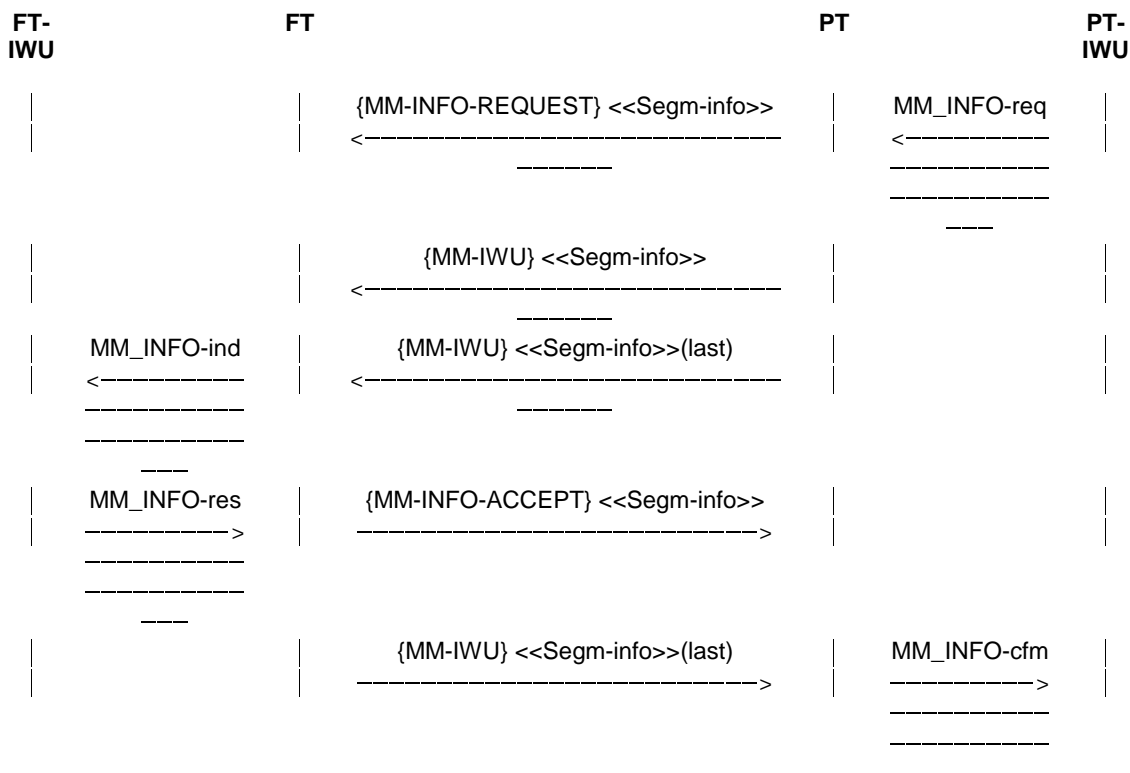 FT-IWU FT PT PT-IWU
{MM-INFO-REQUEST} <<Segm-info>> MM_INFO-req
{MM-IWU} <<Segm-info>>
MM_INFO-ind {MM-IWU} <<Segm-info>>(last)
MM_INFO-res {MM-INFO-ACCEPT} <<Segm-info>>
{MM-IWU} <<Segm-info>>(last) MM_INFO-cfm